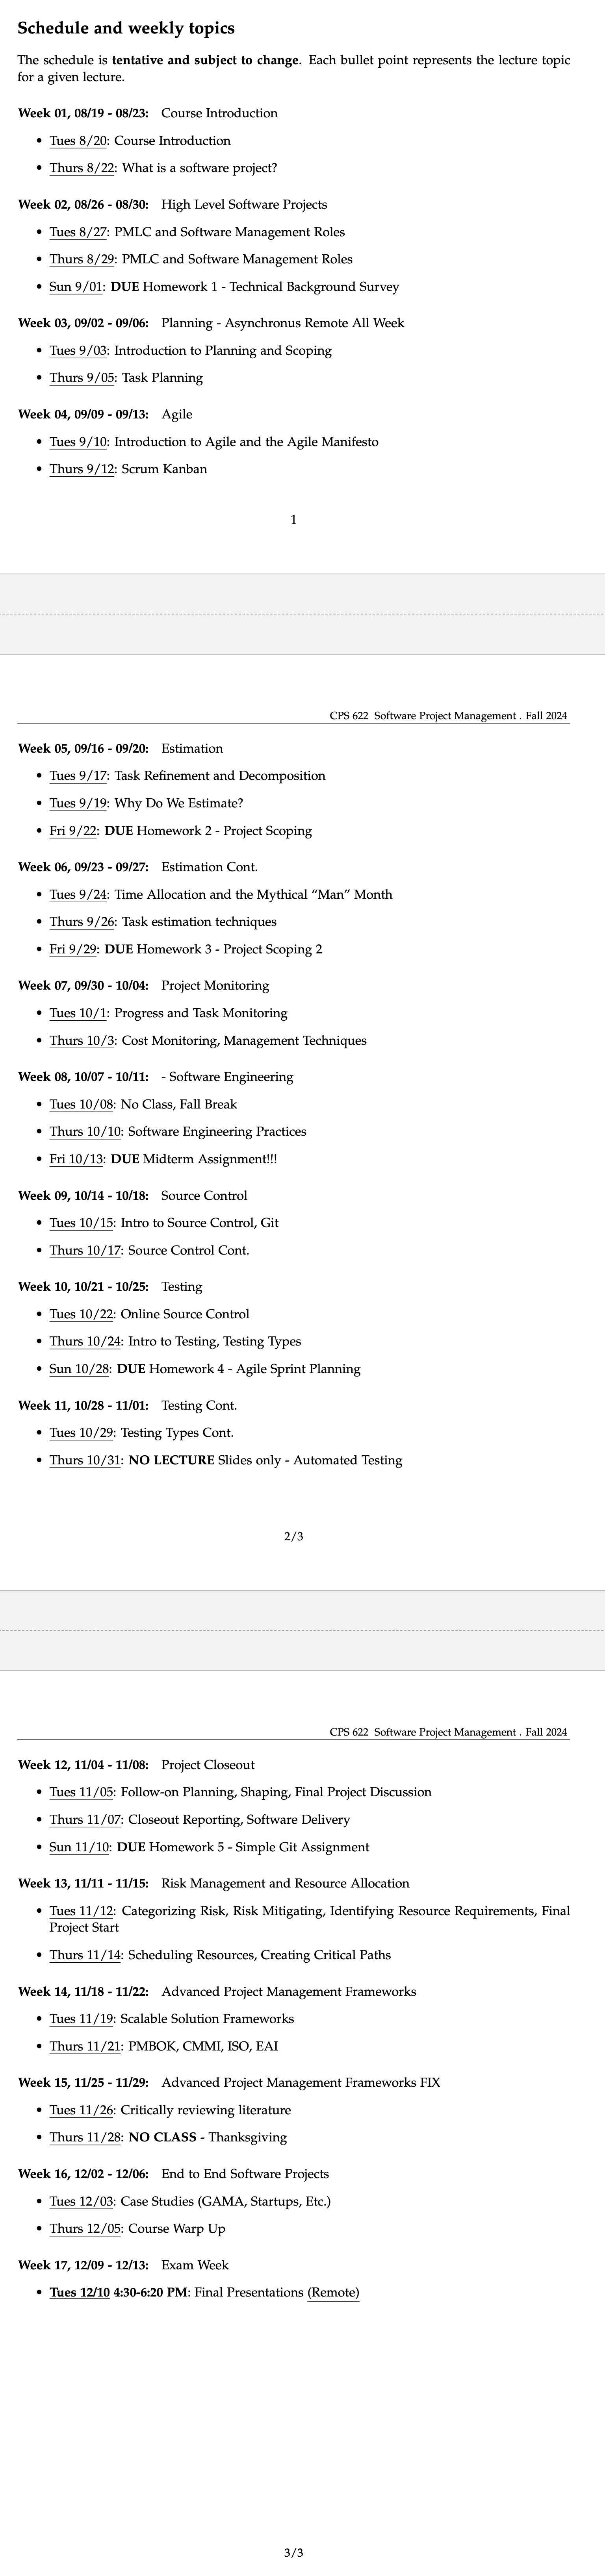 Schedule and weekly topics
The schedule is tentative and subject to change. Each bullet point represents the lecture topic
for a given lecture.
Week 01, 08/19 - 08/23: Course Introduction
• Tues 8/20: Course Introduction
• Thurs 8/22: What is a software project?
Week 02, 08/26 - 08/30: High Level Software Projects
• Tues 8/27: PMLC and Software Management Roles
• Thurs 8/29: PMLC and Software Management Roles
• Sun 9/01: DUE Homework 1 - Technical Background Survey
Week 03, 09/02 - 09/06: Planning - Asynchronus Remote All Week
• Tues 9/03: Introduction to Planning and Scoping
• Thurs 9/05: Task Planning
Week 04, 09/09 - 09/13: Agile
• Tues 9/10: Introduction to Agile and the Agile Manifesto
• Thurs 9/12: Scrum Kanban
1
CPS 622 Software Project Management . Fall 2024
Week 05, 09/16 - 09/20: Estimation
• Tues 9/17: Task Refinement and Decomposition
• Tues 9/19: Why Do We Estimate?
• Fri 9/22: DUE Homework 2 - Project Scoping
Week 06, 09/23 - 09/27: Estimation Cont.
• Tues 9/24: Time Allocation and the Mythical “Man” Month
• Thurs 9/26: Task estimation techniques
• Fri 9/29: DUE Homework 3 - Project Scoping 2
Week 07, 09/30 - 10/04: Project Monitoring
• Tues 10/1: Progress and Task Monitoring
• Thurs 10/3: Cost Monitoring, Management Techniques
Week 08, 10/07 - 10/11: - Software Engineering
• Tues 10/08: No Class, Fall Break
• Thurs 10/10: Software Engineering Practices
• Fri 10/13: DUE Midterm Assignment!!!
Week 09, 10/14 - 10/18: Source Control
• Tues 10/15: Intro to Source Control, Git
• Thurs 10/17: Source Control Cont.
Week 10, 10/21 - 10/25: Testing
• Tues 10/22: Online Source Control
• Thurs 10/24: Intro to Testing, Testing Types
• Sun 10/28: DUE Homework 4 - Agile Sprint Planning
Week 11, 10/28 - 11/01: Testing Cont.
• Tues 10/29: Testing Types Cont.
• Thurs 10/31: NO LECTURE Slides only - Automated Testing
2/3
CPS 622 Software Project Management . Fall 2024
Week 12, 11/04 - 11/08: Project Closeout
• Tues 11/05: Follow-on Planning, Shaping, Final Project Discussion
• Thurs 11/07: Closeout Reporting, Software Delivery
• Sun 11/10: DUE Homework 5 - Simple Git Assignment
Week 13, 11/11 - 11/15: Risk Management and Resource Allocation
• Tues 11/12: Categorizing Risk, Risk Mitigating, Identifying Resource Requirements, Final
Project Start
• Thurs 11/14: Scheduling Resources, Creating Critical Paths
Week 14, 11/18 - 11/22: Advanced Project Management Frameworks
• Tues 11/19: Scalable Solution Frameworks
• Thurs 11/21: PMBOK, CMMI, ISO, EAI
Week 15, 11/25 - 11/29: Advanced Project Management Frameworks FIX
• Tues 11/26: Critically reviewing literature
• Thurs 11/28: NO CLASS - Thanksgiving
Week 16, 12/02 - 12/06: End to End Software Projects
• Tues 12/03: Case Studies (GAMA, Startups, Etc.)
• Thurs 12/05: Course Warp Up
Week 17, 12/09 - 12/13: Exam Week
• Tues 12/10 4:30-6:20 PM: Final Presentations (Remote)
3/3